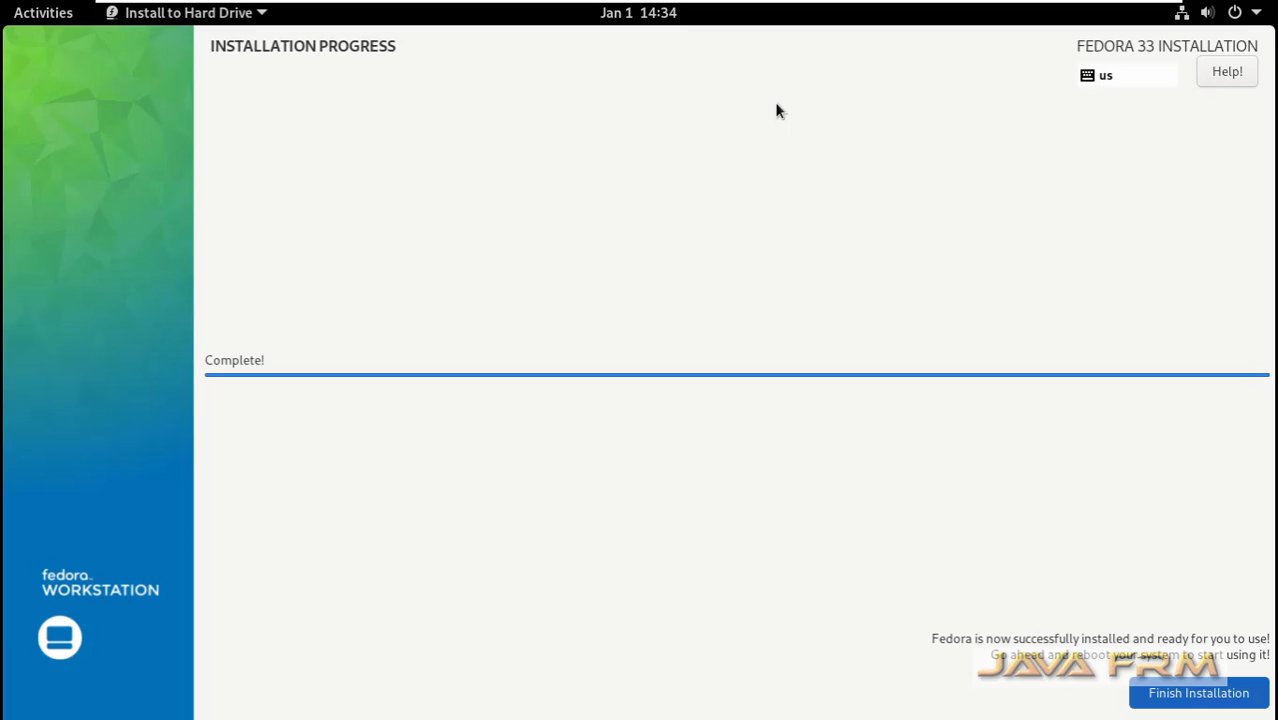 Activities
Install to Hard Drive
Jan 1 14:34
INSTALLATION PROGRESS
FEDORA 33 INSTALLATION
us
Help!
Complete!
fedora
WORKSTATION
Fedora is now successfully installed and ready for you to use!
Go ahead and reboot your system to start using it!
JAVA FRM
Finish Installation